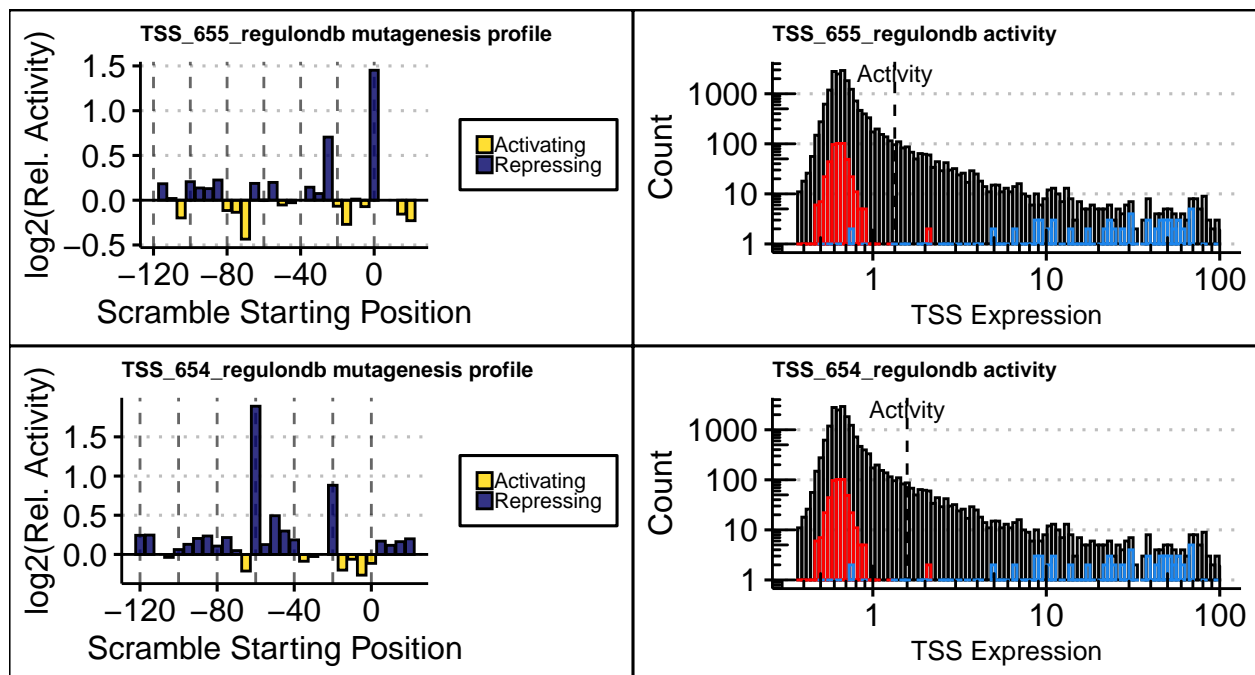 TSS_655_regulondb mutagenesis profile
log2(Rel. Activity)
1.5
1.0
0.5
0.0
−0.5
−120 −80 −40 0
Scramble Starting Position
Activating
Repressing
TSS_655_regulondb activity
Activity
Count
1000
100
10
1
1 10 100
TSS Expression
TSS_654_regulondb mutagenesis profile
log2(Rel. Activity)
1.5
1.0
0.5
0.0
−120 −80 −40 0
Scramble Starting Position
Activating
Repressing
TSS_654_regulondb activity
Activity
Count
1000
100
10
1
1 10 100
TSS Expression